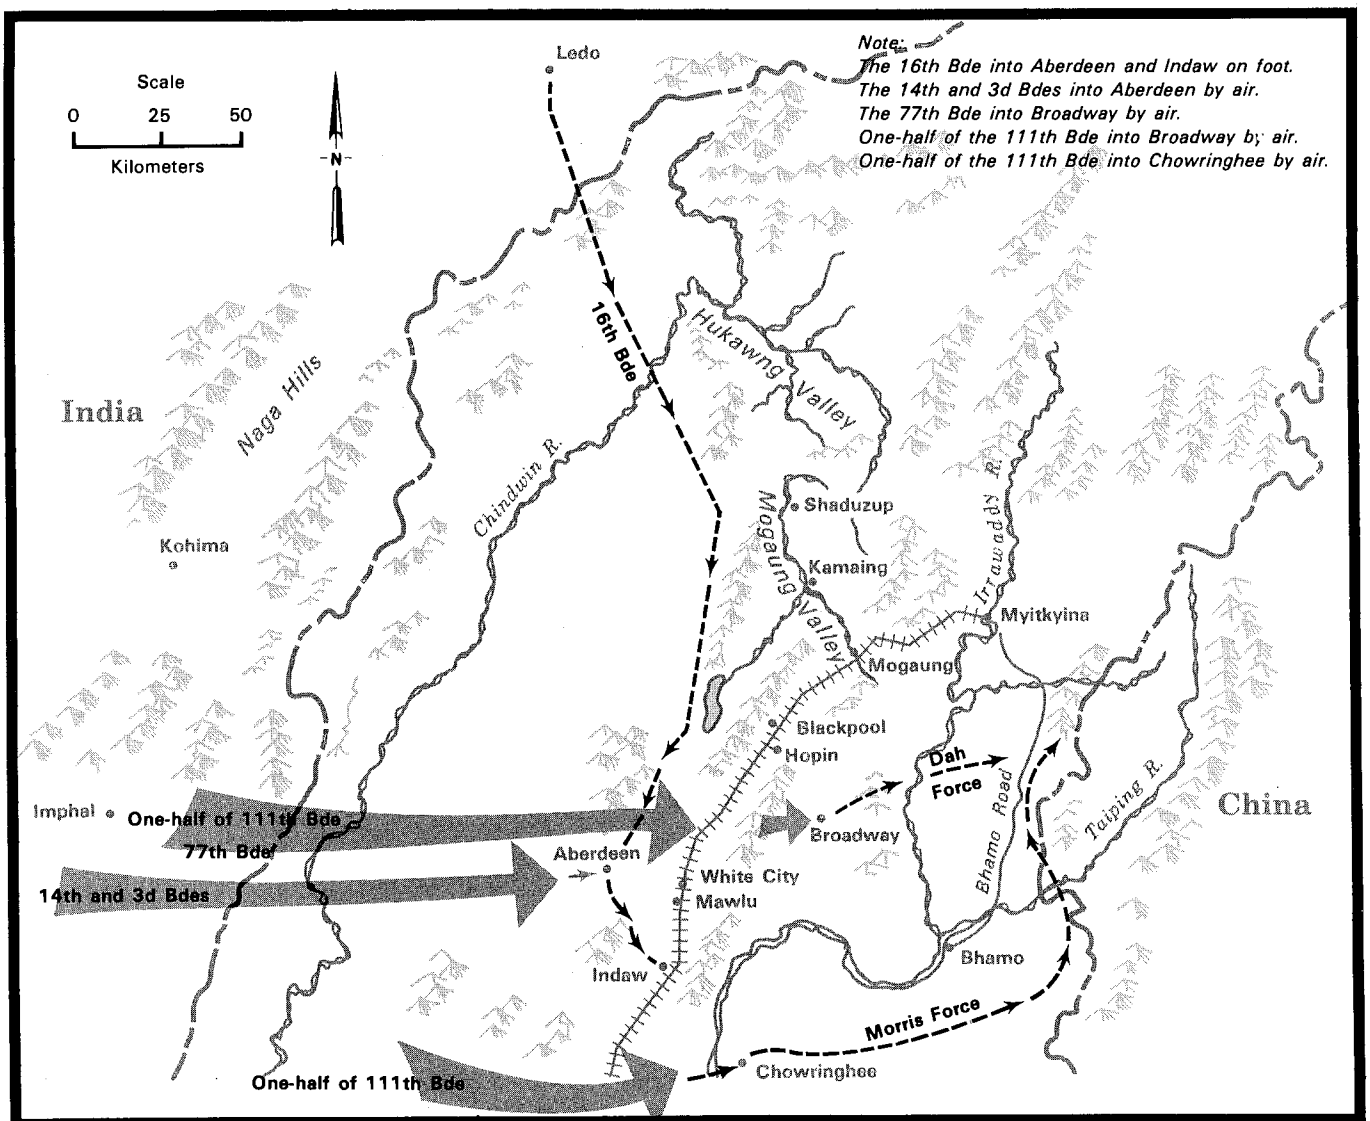 Ledo
Note:
The 16th Bde into Aberdeen and Indaw on foot.
The 14th and 3d Bdes into Aberdeen by air.
The 77th Bde into Broadway by air.
One-half of the 111th Bde into Broadway by air.
One-half of the 111th Bde into Chowringhee by air.
Scale
0 25 50
Kilometers
N
16th Bde
Hukawng
Valley
India
Naga Hills
Chindwin R.
Irrawaddy R.
Shaduzup
Mogaung
Valley
Kohima
Kamaing
Myitkyina
Mogaung
Blackpool
Hopin
Dah
Force
Bhamo Road
Taiping R.
China
Imphal
One-half of 111th Bde
77th Bde
Broadway
Aberdeen
14th and 3d Bdes
White City
Mawlu
Indaw
Bhamo
Morris Force
Chowringhee
One-half of 111th Bde